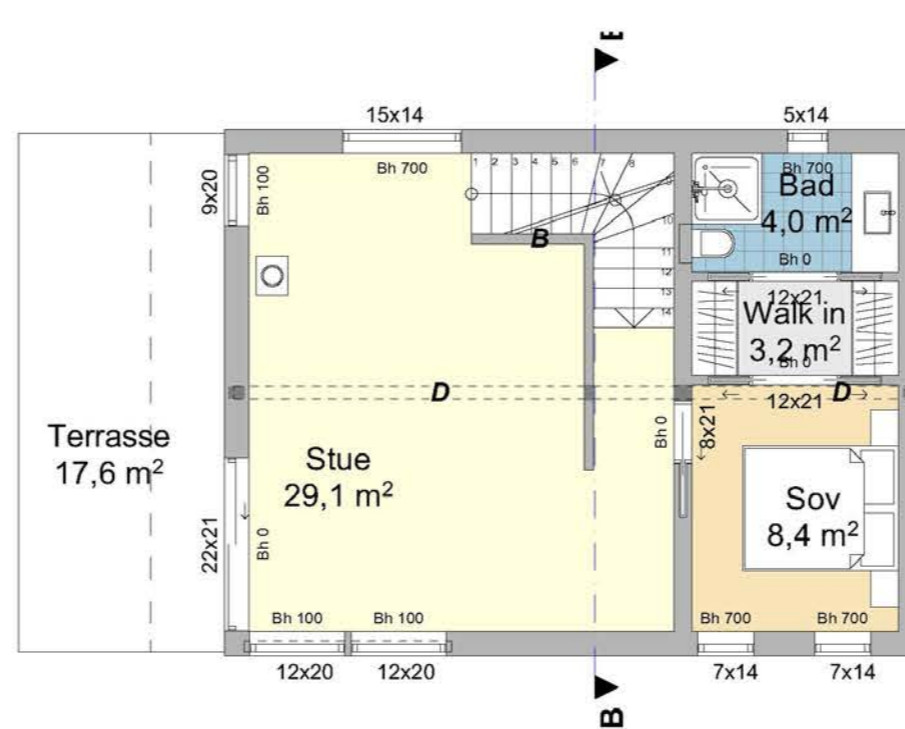 B
15x14
5x14
9x20
Bh 100
Bh 700
1 2 3 4 5 6 7 8 9 10 11 12 13 14
Bh 700
Bad
4,0 m²
Bh 0
B
12x21
Walk in
3,2 m²
Bh 0
D
12x21
D
Terrasse
17,6 m²
Stue
29,1 m²
Bh 0
8x21
Sov
8,4 m²
22x21
Bh 0
Bh 100
Bh 100
Bh 700
Bh 700
12x20
12x20
7x14
7x14
B